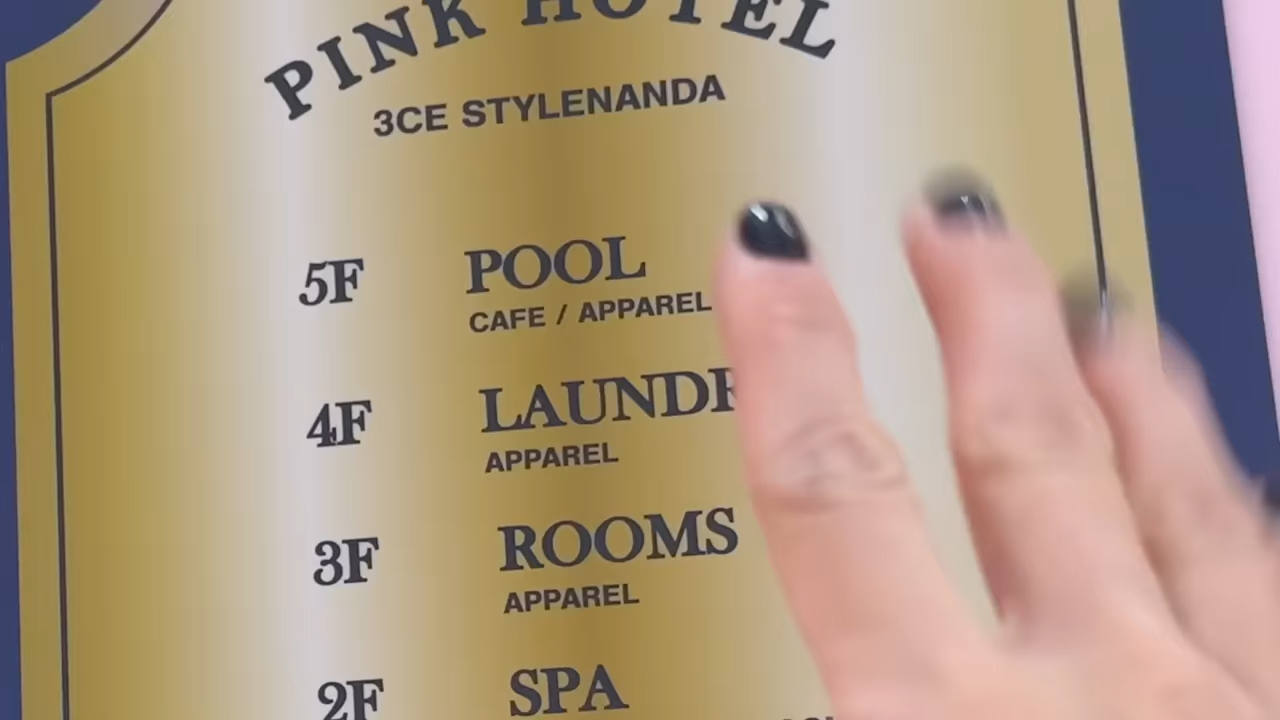 PINK HOTEL
3CE STYLENANDA
5F POOL
CAFE / APPAREL
4F
APPAREL
3F ROOMS
APPAREL
2F SPA